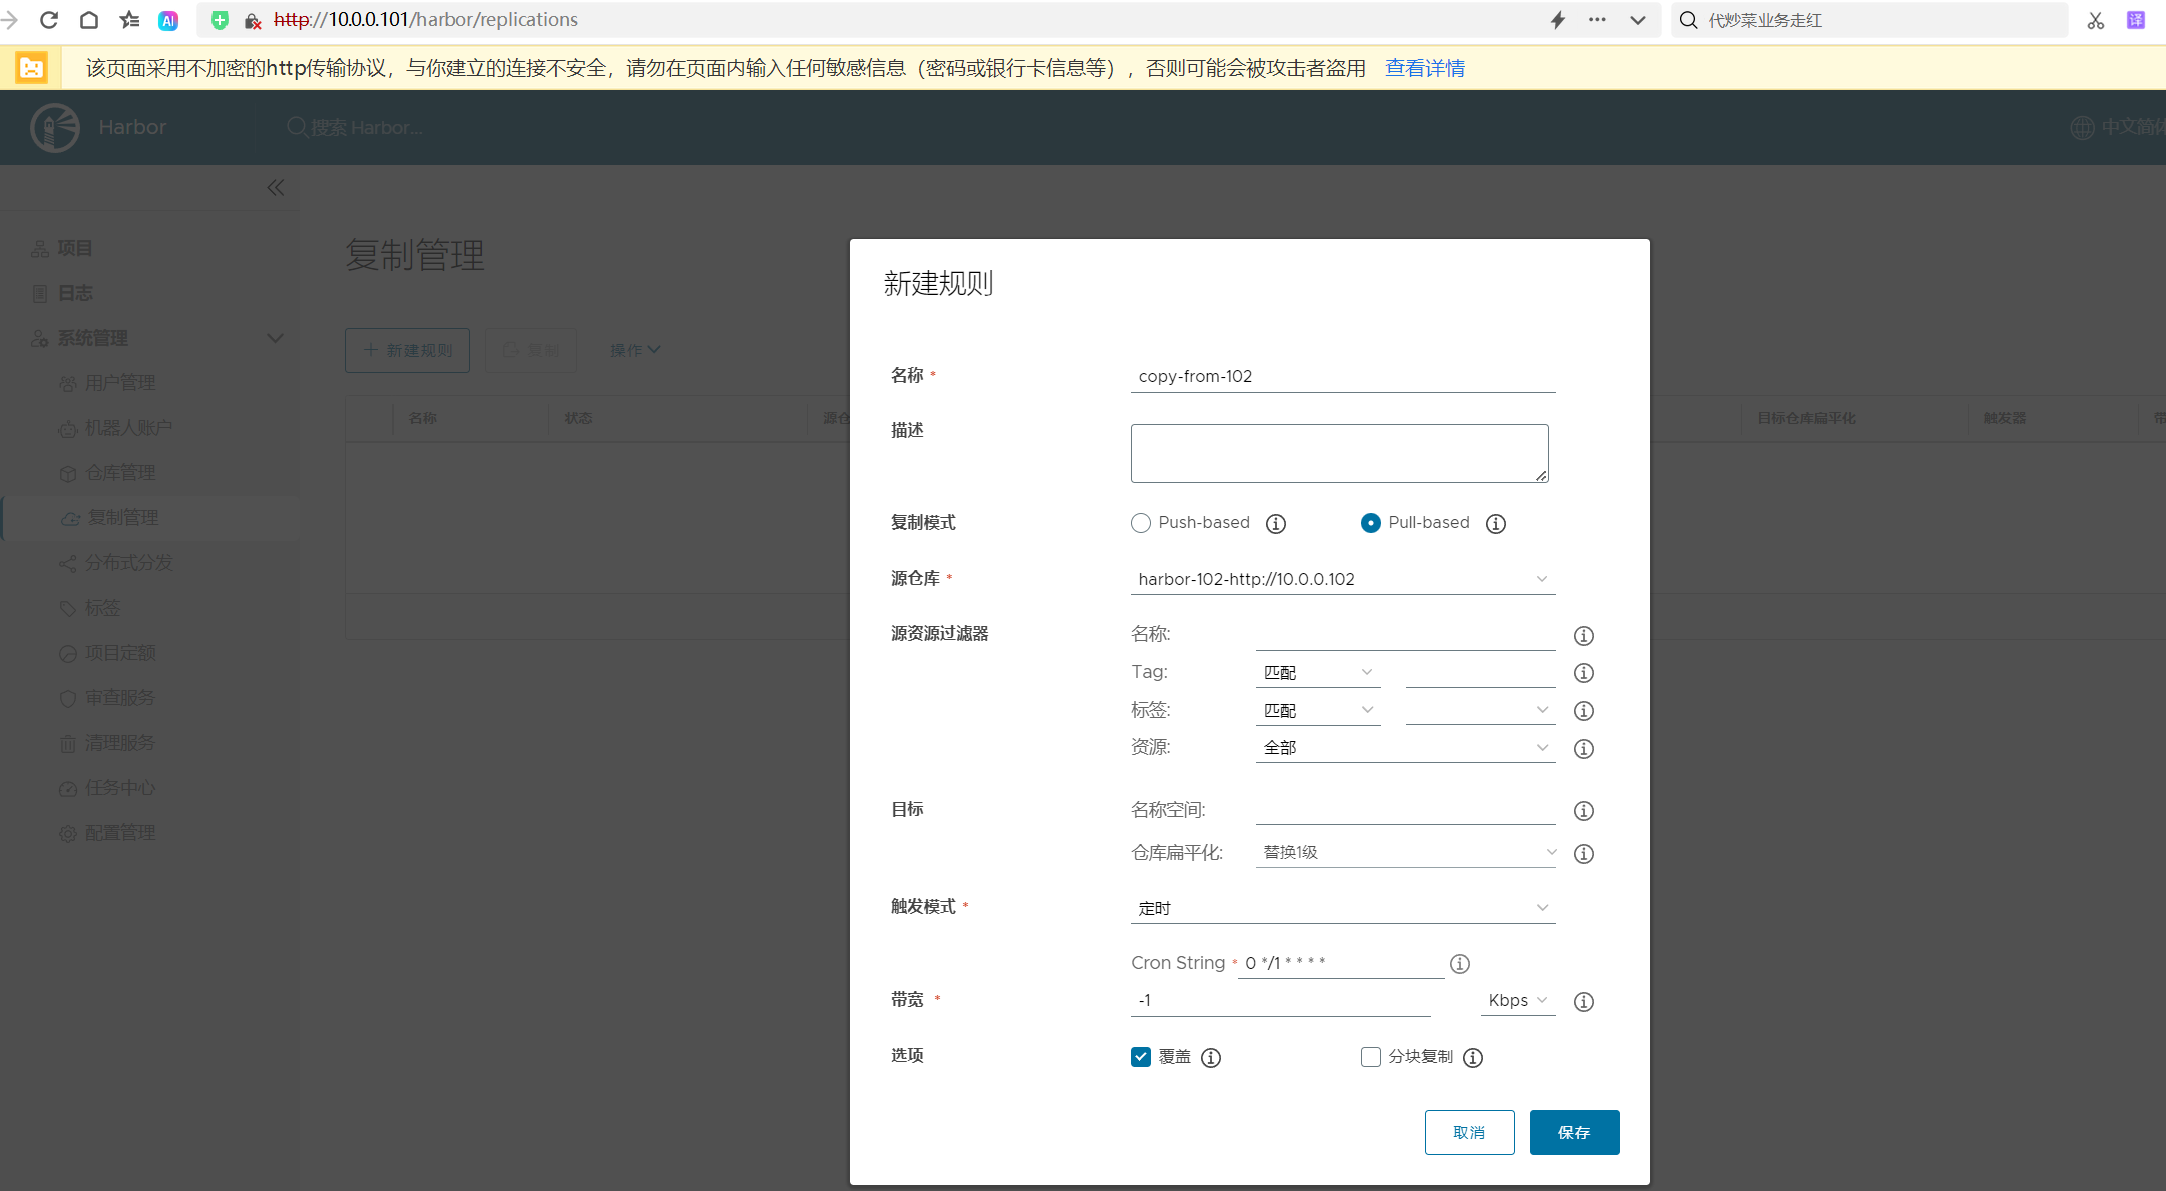 http://10.0.0.101/harbor/replications
代炒菜业务走红
译
AI
该页面采用不加密的http传输协议，与你建立的连接不安全，请勿在页面内输入任何敏感信息（密码或银行卡信息等），否则可能会被攻击者盗用 查看详情
Harbor
搜索 Harbor...
中文简体
项目
日志
系统管理
用户管理
机器人账户
仓库管理
复制管理
分布式分发
标签
项目定额
审查服务
清理服务
任务中心
配置管理
复制管理
新建规则 复制 操作
名称 状态 源仓 目标仓库扁平化 触发器 带
新建规则
名称 * copy-from-102
描述
复制模式 Push-based Pull-based
源仓库 * harbor-102-http://10.0.0.102
源资源过滤器 名称:
Tag: 匹配
标签: 匹配
资源: 全部
目标 名称空间:
仓库扁平化: 替换1级
触发模式 * 定时
Cron String * 0 */1 * * * *
带宽 * -1 Kbps
选项 覆盖 分块复制
取消 保存